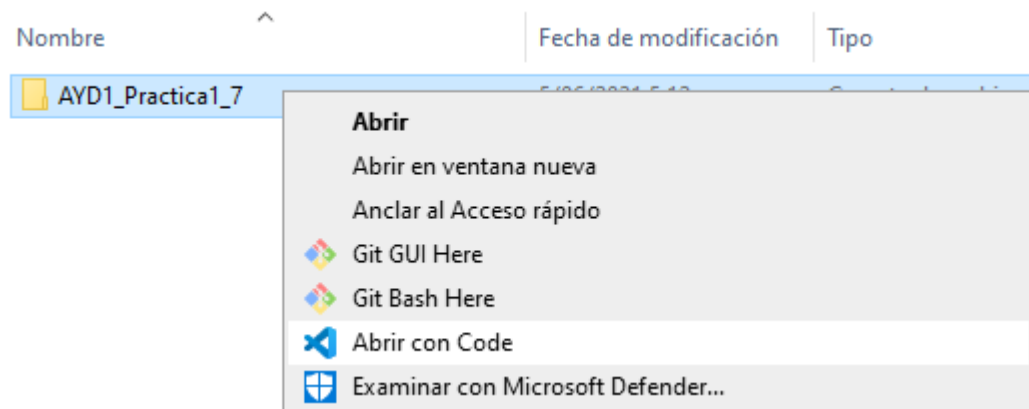 Nombre Fecha de modificación Tipo
AYD1_Practica1_7
Abrir
Abrir en ventana nueva
Anclar al Acceso rápido
Git GUI Here
Git Bash Here
Abrir con Code
Examinar con Microsoft Defender...